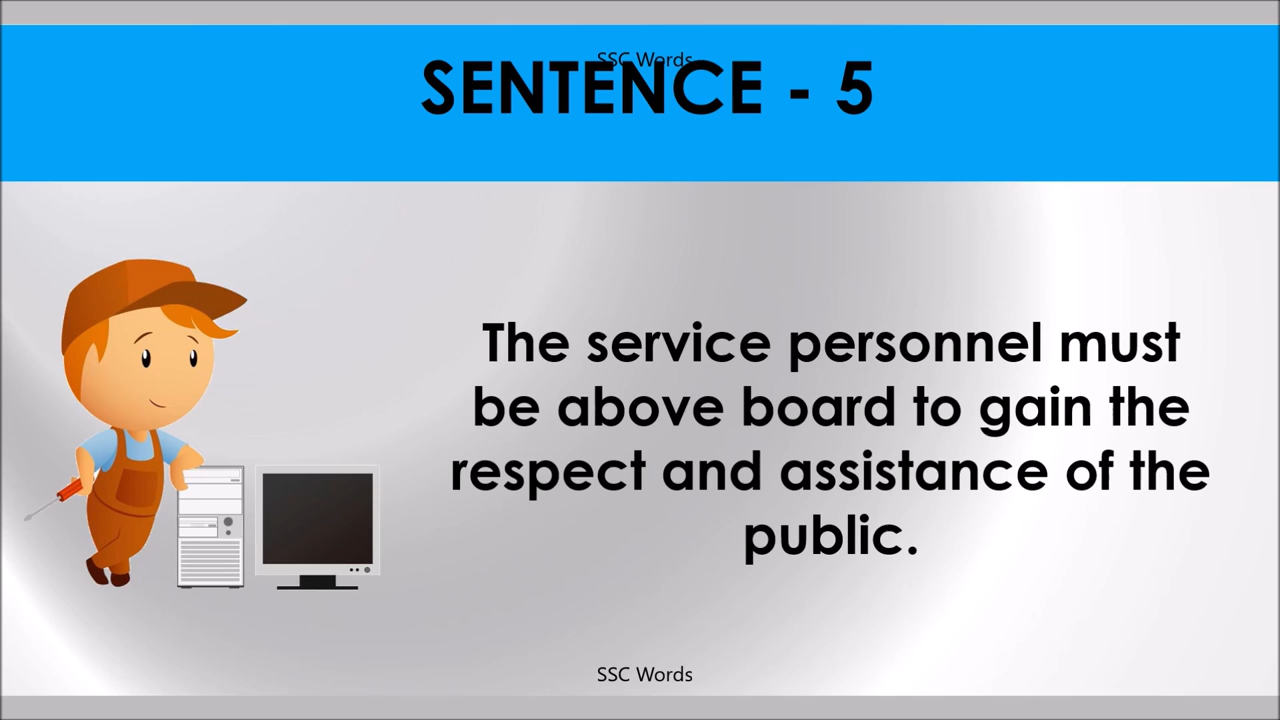 SSC Words
SENTENCE - 5
The service personnel must
be above board to gain the
respect and assistance of the
public.
SSC Words